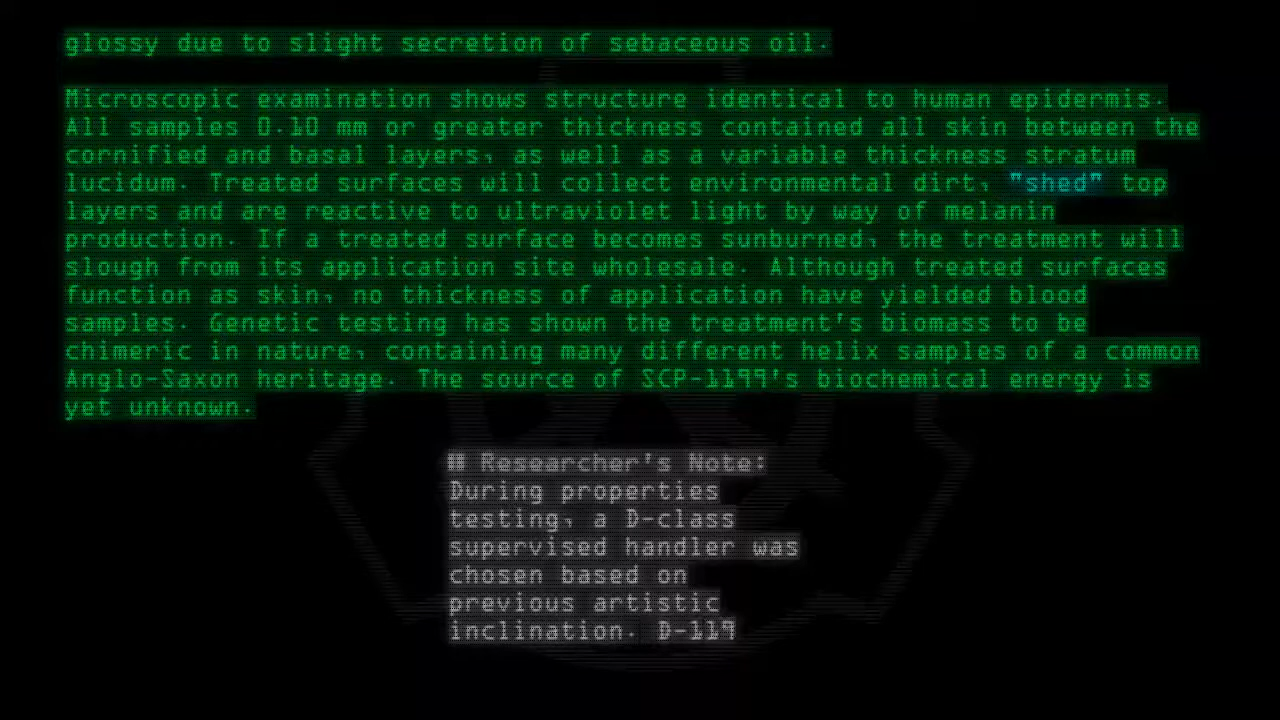 glossy due to slight secretion of sebaceous oil.
Microscopic examination shows structure identical to human epidermis.
All samples 0.10 mm or greater thickness contained all skin between the
cornified and basal layers, as well as a variable thickness stratum
lucidum. Treated surfaces will collect environmental dirt, "shed" top
layers and are reactive to ultraviolet light by way of melanin
production. If a treated surface becomes sunburned, the treatment will
slough from its application site wholesale. Although treated surfaces
function as skin, no thickness of application have yielded blood
samples. Genetic testing has shown the treatment's biomass to be
chimeric in nature, containing many different helix samples of a common
Anglo-Saxon heritage. The source of SCP-1199's biochemical energy is
yet unknown.
# Researcher's Note:
During properties
testing, a D-class
supervised handler was
chosen based on
previous artistic
inclination. D-119